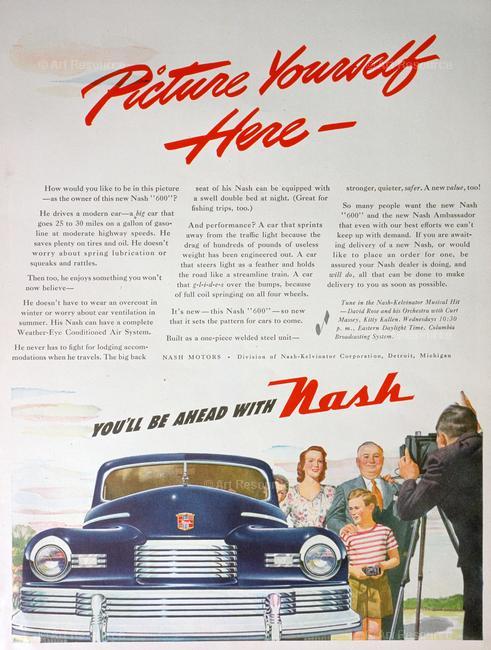 Picture Yourself
Here—
How would you like to be in this picture
—as the owner of this new Nash "600"?
He drives a modern car—a big car that
goes 25 to 30 miles on a gallon of gaso-
line at moderate highway speeds. He
saves plenty on tires and oil. He doesn't
worry about spring lubrication or
squeaks and rattles.
Then too, he enjoys something you won't
now believe—
He doesn't have to wear an overcoat in
winter or worry about car ventilation in
summer. His Nash can have a complete
Weather-Eye Conditioned Air System.
He never has to fight for lodging accom-
modations when he travels. The big back
seat of his Nash can be equipped with
a swell double bed at night. (Great for
fishing trips, too.)
And performance? A car that sprints
away from the traffic light because the
drag of hundreds of pounds of useless
weight has been engineered out. A car
that steers light as a feather and holds
the road like a streamline train. A car
that g-l-i-d-e-s over the bumps, because
of full coil springing on all four wheels.
It's new—this Nash "600"—so new
that it sets the pattern for cars to come.
Built as a one-piece welded steel unit—
stronger, quieter, safer. A new value, too!
So many people want the new Nash
"600" and the new Nash Ambassador
that even with our best efforts we can't
keep up with demand. If you are await-
ing delivery of a new Nash, or would
like to place an order for one, be
assured your Nash dealer is doing, and
will do, all that can be done to make
delivery to you as soon as possible.
Tune in the Nash-Kelvinator Musical Hit
—David Rose and his Orchestra with Curt
Massey, Kitty Kallen. Wednesdays 10:30
p. m., Eastern Daylight Time, Columbia
Broadcasting System.
NASH MOTORS • Division of Nash-Kelvinator Corporation, Detroit, Michigan
YOU'LL BE AHEAD WITH Nash
© Art Resource
© Art Resource
© Art Resource
© Art Resource
© Art Resource